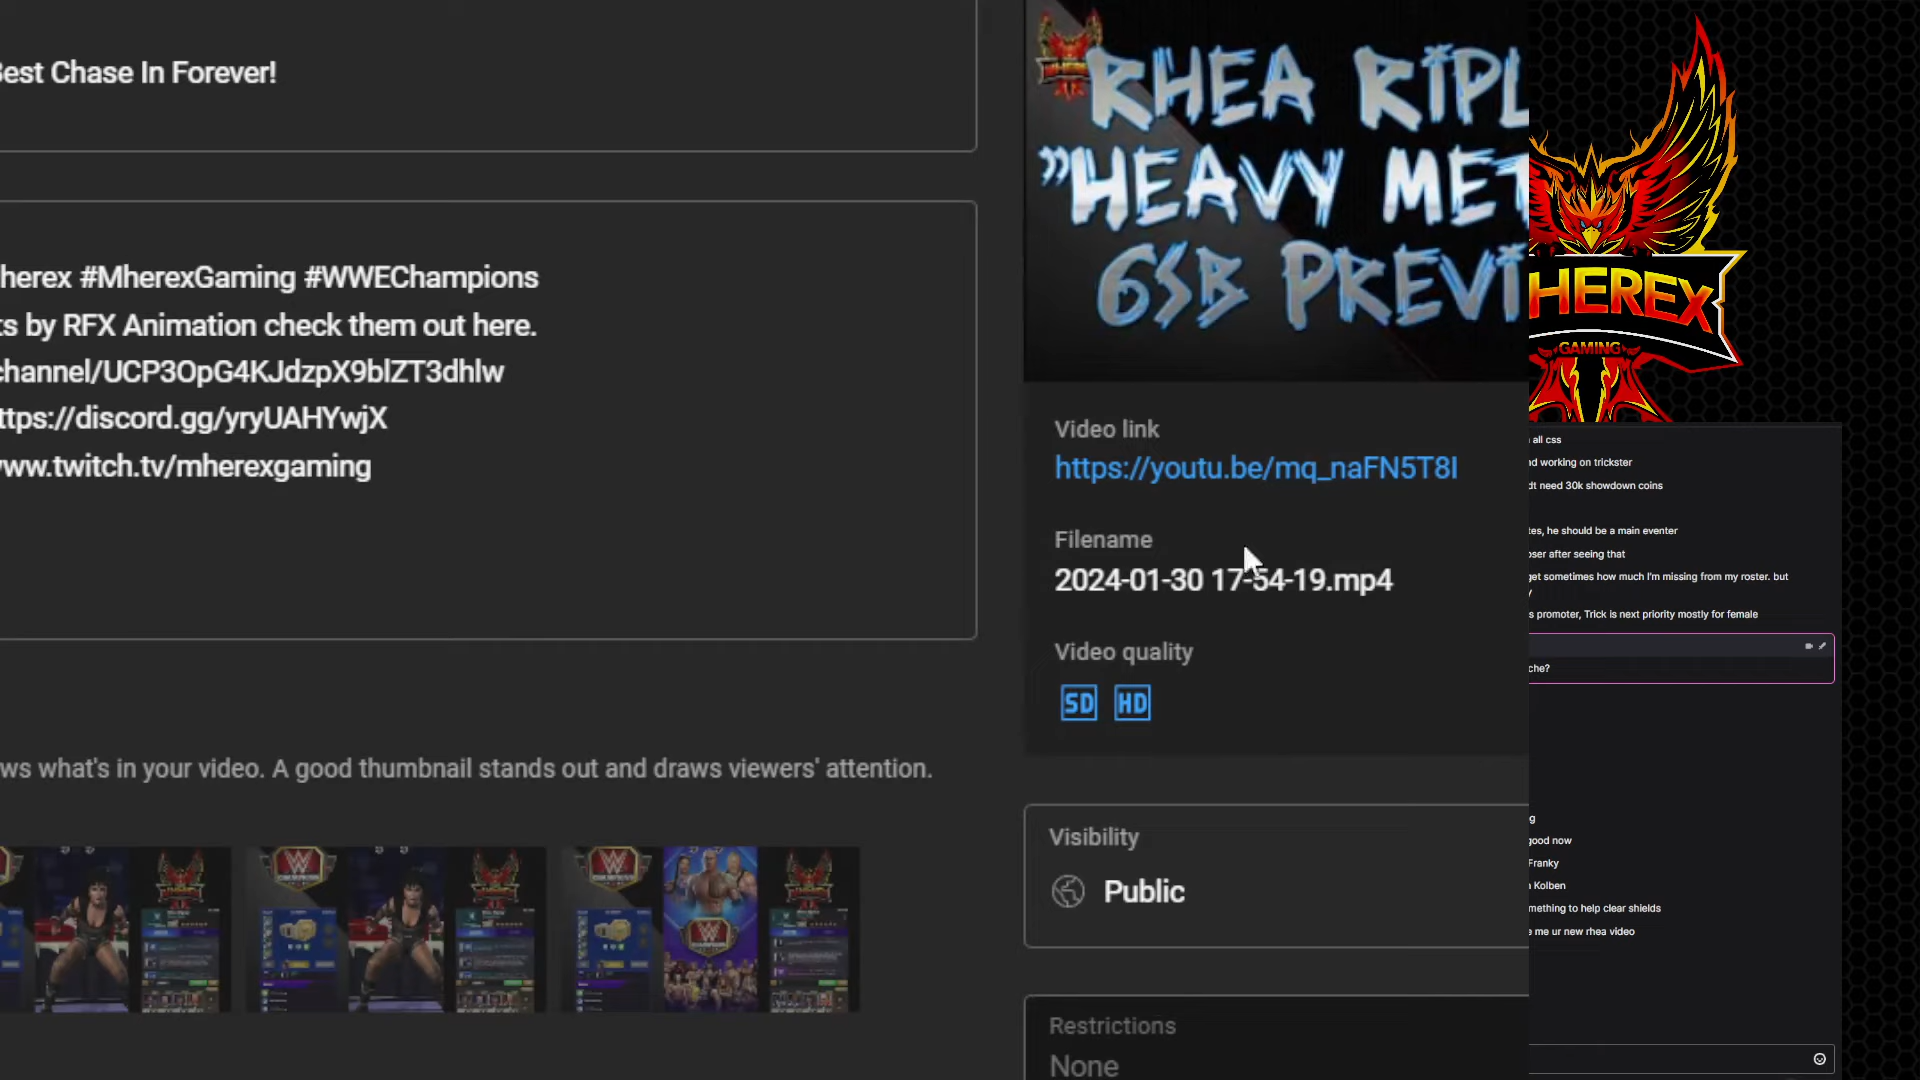 Best Chase In Forever!
herex #MherexGaming #WWEChampions
ts by RFX Animation check them out here.
channel/UCP3OpG4KJdzpX9blZT3dhlw
ttps://discord.gg/yryUAHYwjX
www.twitch.tv/mherexgaming
ws what's in your video. A good thumbnail stands out and draws viewers' attention.
RHEA RIPL
"HEAVY MET
6SB PREVI
Video link
https://youtu.be/mq_naFN5T8I
Filename
2024-01-30 17-54-19.mp4
Video quality
SD HD
Visibility
Public
Restrictions
None
HEREX
GAMING
all css
nd working on trickster
dt need 30k showdown coins
tes, he should be a main eventer
oser after seeing that
get sometimes how much I'm missing from my roster. but
y
s promoter, Trick is next priority mostly for female
che?
g
good now
Franky
Kolben
mething to help clear shields
e me ur new rhea video